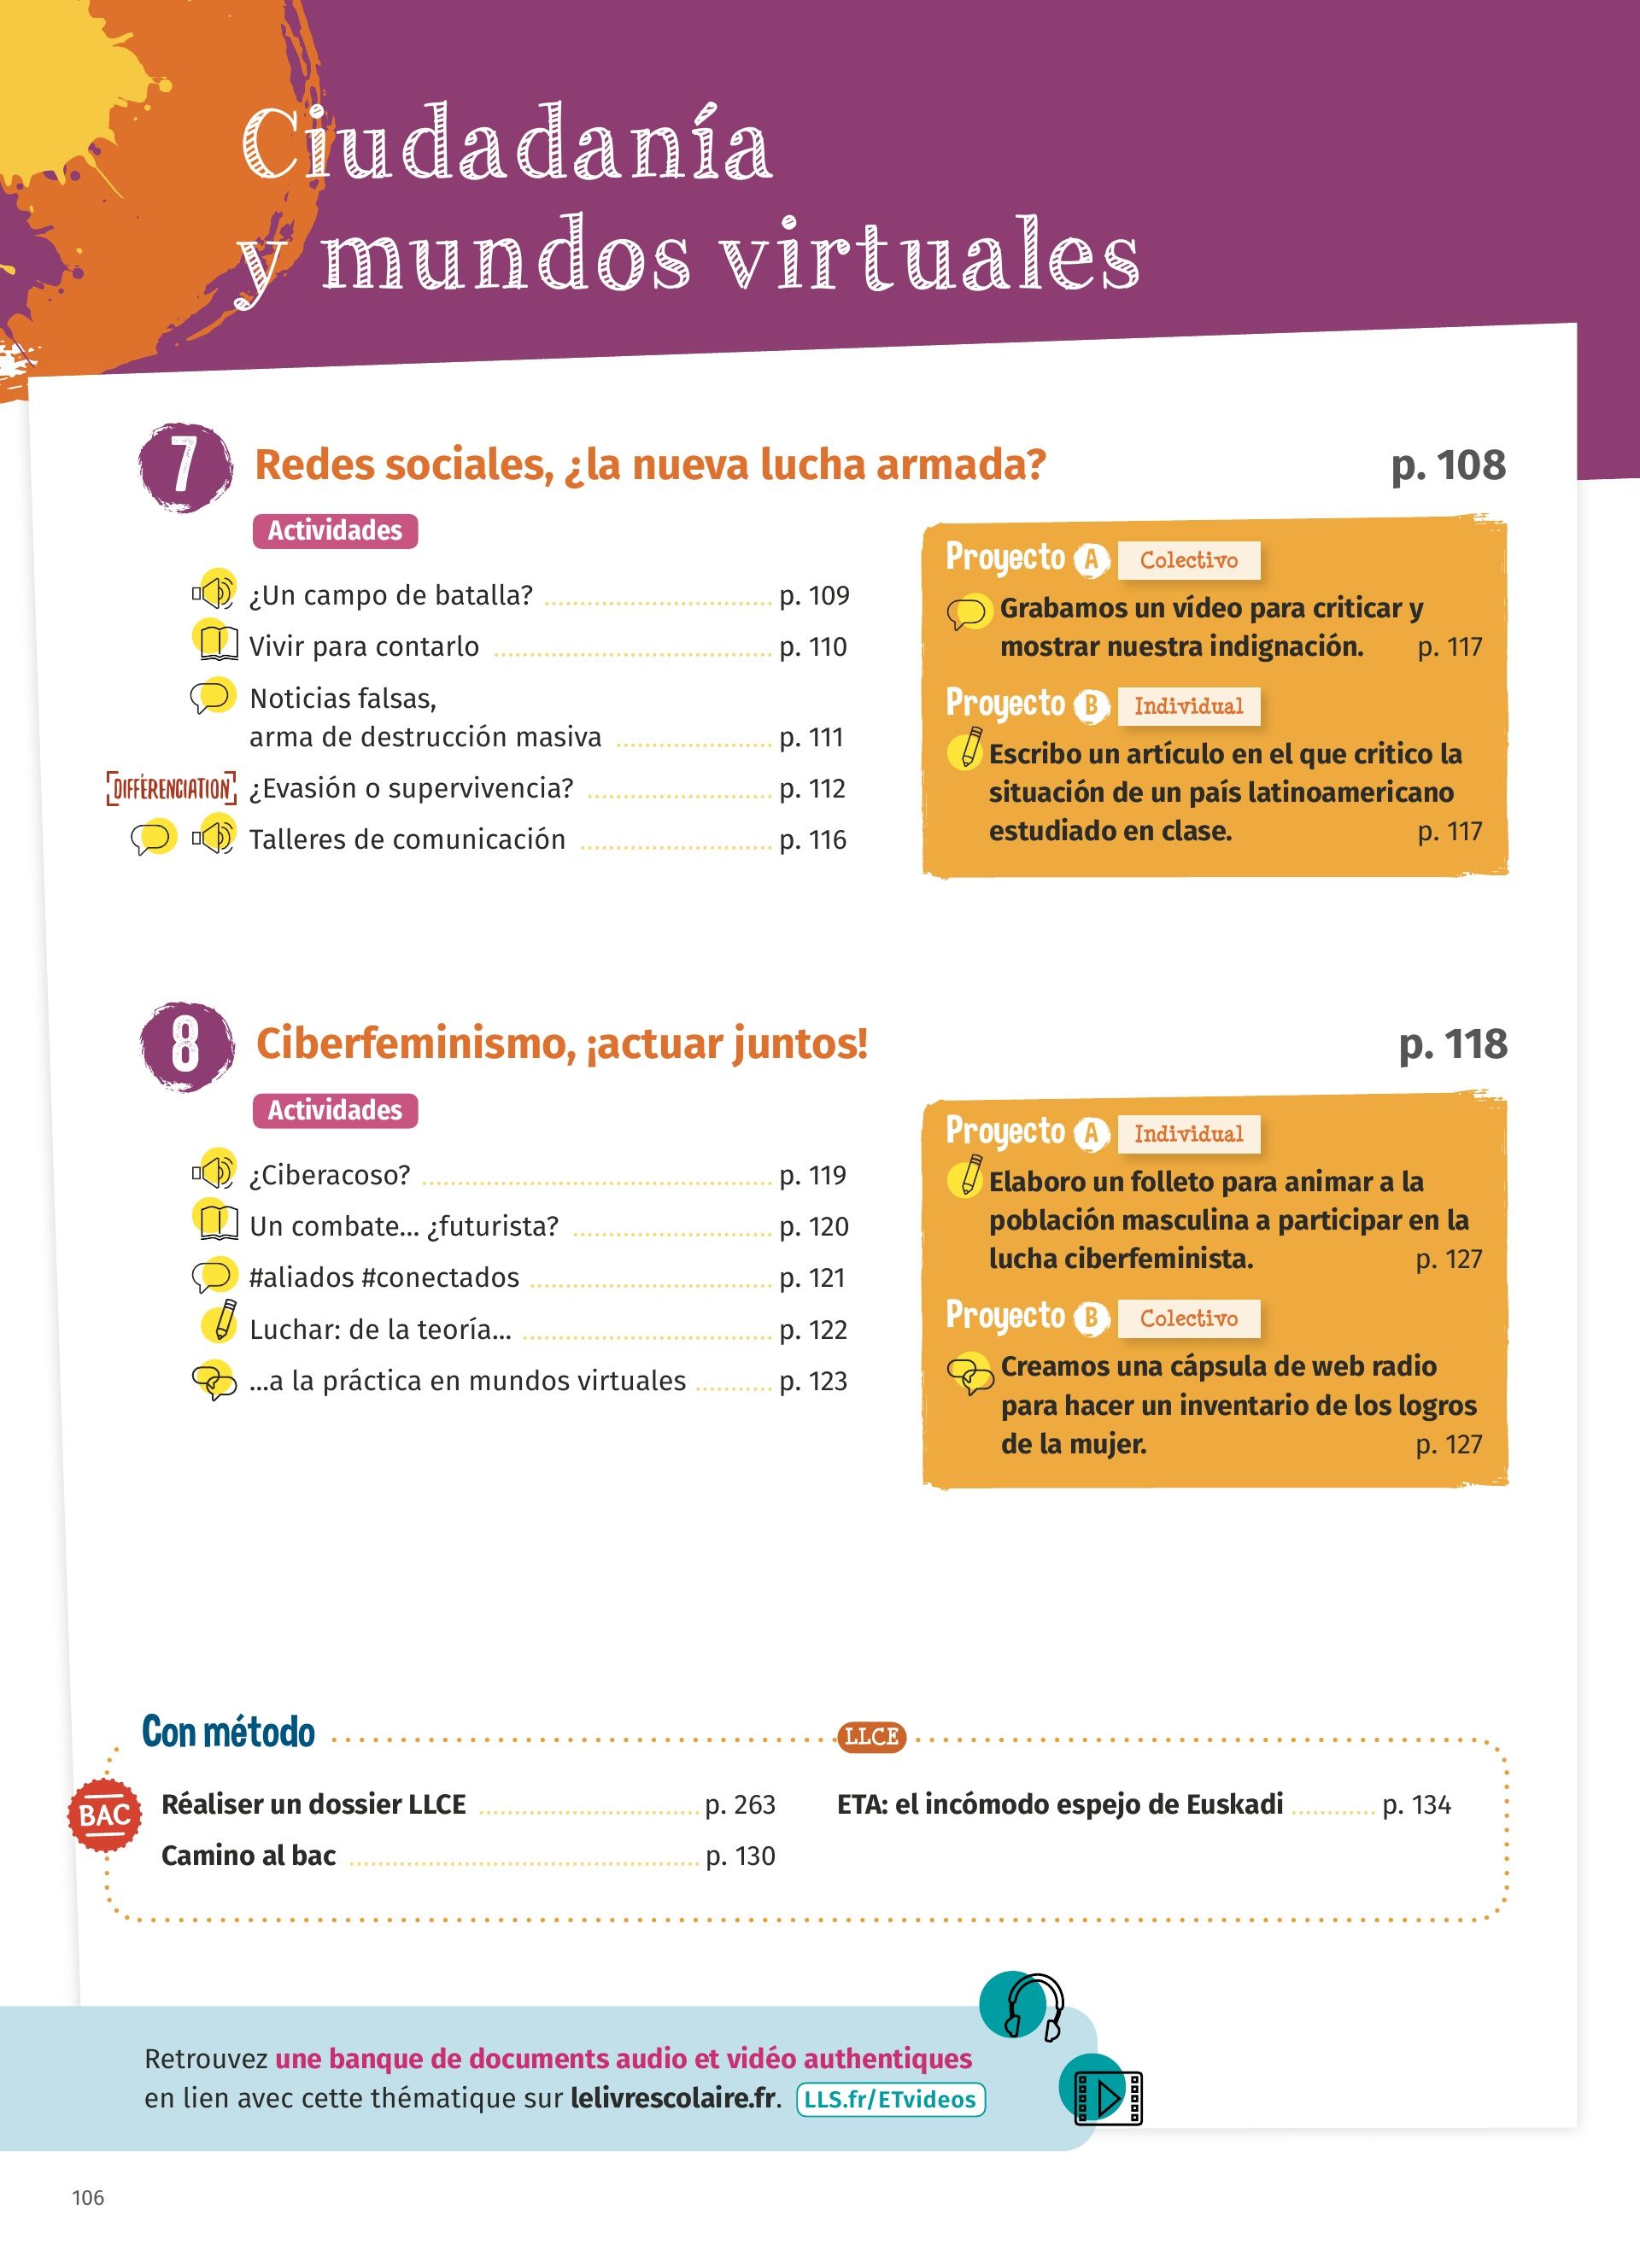 Ciudadanía
y mundos virtuales
7 Redes sociales, ¿la nueva lucha armada? p. 108
Actividades
¿Un campo de batalla? p. 109
Vivir para contarlo p. 110
Noticias falsas,
arma de destrucción masiva p. 111
DIFFÉRENCIATION ¿Evasión o supervivencia? p. 112
Talleres de comunicación p. 116
Proyecto A Colectivo
Grabamos un vídeo para criticar y
mostrar nuestra indignación. p. 117
Proyecto B Individual
Escribo un artículo en el que critico la
situación de un país latinoamericano
estudiado en clase. p. 117
8 Ciberfeminismo, ¡actuar juntos! p. 118
Actividades
¿Ciberacoso? p. 119
Un combate... ¿futurista? p. 120
#aliados #conectados p. 121
Luchar: de la teoría... p. 122
...a la práctica en mundos virtuales p. 123
Proyecto A Individual
Elaboro un folleto para animar a la
población masculina a participar en la
lucha ciberfeminista. p. 127
Proyecto B Colectivo
Creamos una cápsula de web radio
para hacer un inventario de los logros
de la mujer. p. 127
Con método
BAC
Réaliser un dossier LLCE p. 263
Camino al bac p. 130
LLCE
ETA: el incómodo espejo de Euskadi p. 134
Retrouvez une banque de documents audio et vidéo authentiques
en lien avec cette thématique sur lelivrescolaire.fr. LLS.fr/ETvideos
106